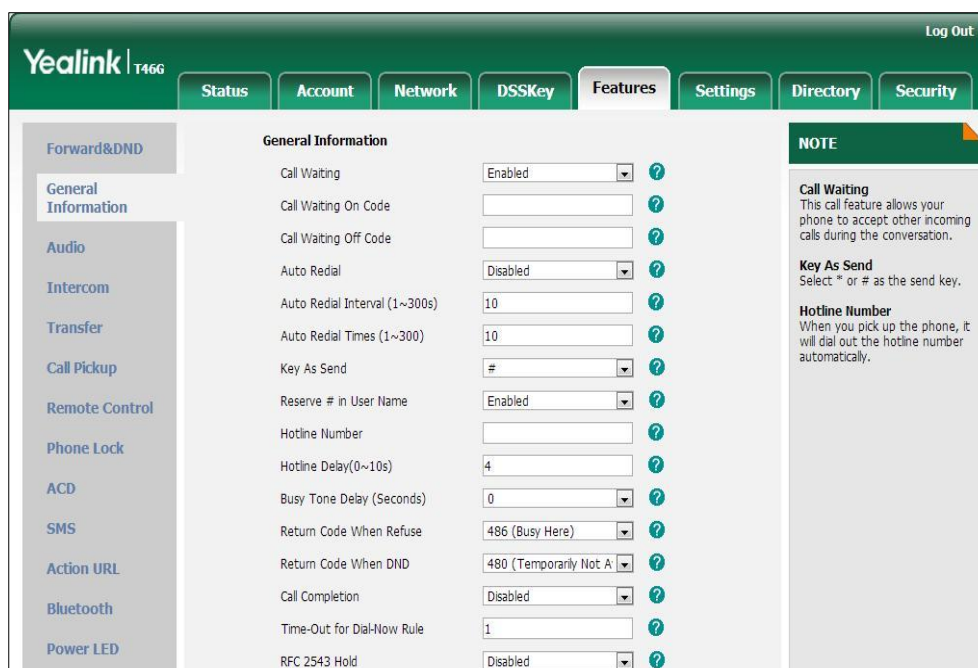 Log Out
Yealink T46G
Status Account Network DSSKey Features Settings Directory Security
Forward&DND
General
Information
Audio
Intercom
Transfer
Call Pickup
Remote Control
Phone Lock
ACD
SMS
Action URL
Bluetooth
Power LED
General Information
Call Waiting Enabled ?
Call Waiting On Code ?
Call Waiting Off Code ?
Auto Redial Disabled ?
Auto Redial Interval (1~300s) 10 ?
Auto Redial Times (1~300) 10 ?
Key As Send # ?
Reserve # in User Name Enabled ?
Hotline Number ?
Hotline Delay(0~10s) 4 ?
Busy Tone Delay (Seconds) 0 ?
Return Code When Refuse 486 (Busy Here) ?
Return Code When DND 480 (Temporarily Not A ?
Call Completion Disabled ?
Time-Out for Dial-Now Rule 1 ?
RFC 2543 Hold Disabled ?
NOTE
Call Waiting
This call feature allows your
phone to accept other incoming
calls during the conversation.
Key As Send
Select * or # as the send key.
Hotline Number
When you pick up the phone, it
will dial out the hotline number
automatically.